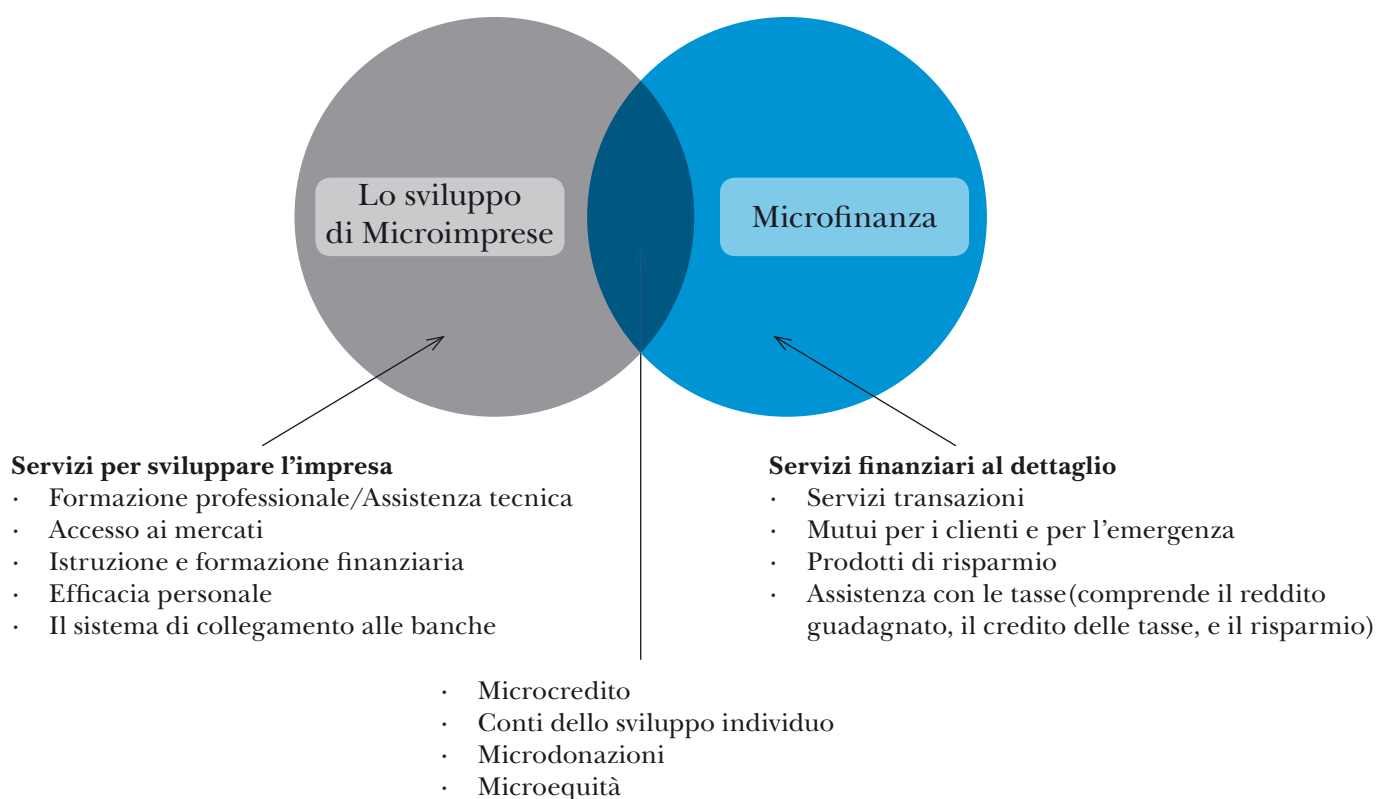 Lo sviluppo
di Microimprese
Microfinanza
Servizi per sviluppare l’impresa
· Formazione professionale/Assistenza tecnica
· Accesso ai mercati
· Istruzione e formazione finanziaria
· Efficacia personale
· Il sistema di collegamento alle banche
Servizi finanziari al dettaglio
· Servizi transazioni
· Mutui per i clienti e per l’emergenza
· Prodotti di risparmio
· Assistenza con le tasse(comprende il reddito
guadagnato, il credito delle tasse, e il risparmio)
· Microcredito
· Conti dello sviluppo individuo
· Microdonazioni
· Microequità